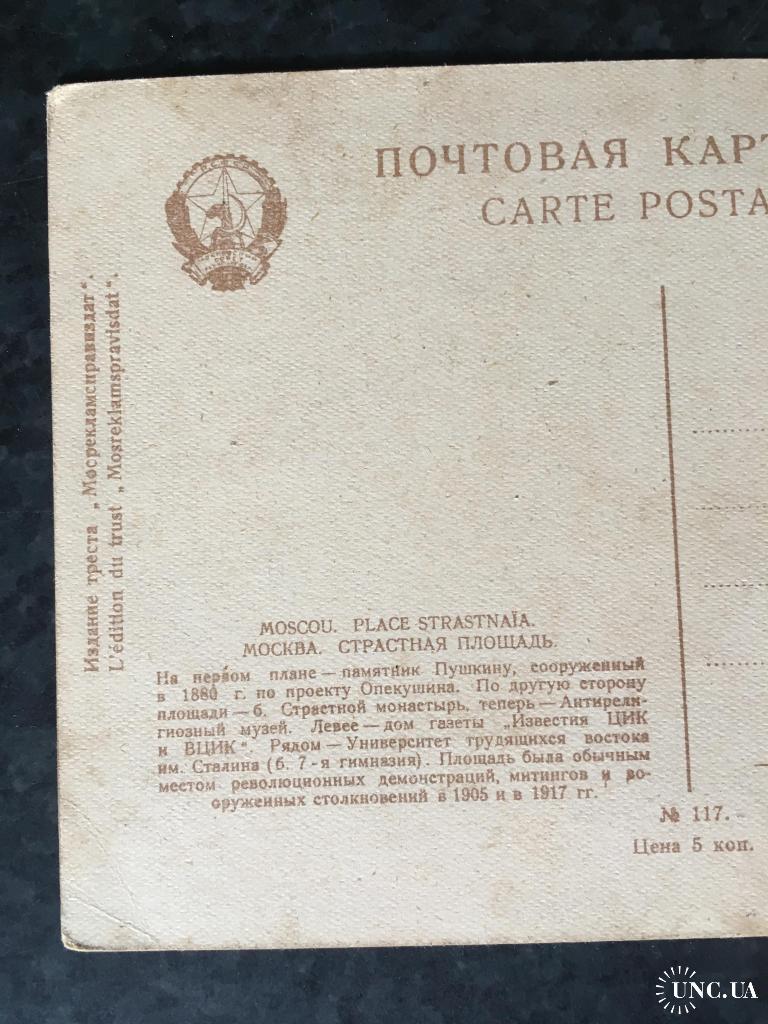 ПОЧТОВАЯ КАРТ
CARTE POSTA
Издание треста „Мосрекламсправиздат“.
L'édition du trust „Mosreklamspravisdat“.
MOSCOU. PLACE STRASTNAÏA.
МОСКВА. СТРАСТНАЯ ПЛОЩАДЬ.
На первом плане — памятник Пушкину, сооруженный
в 1880 г. по проекту Опекушина. По другую сторону
площади — б. Страстной монастырь, теперь — Антирели-
гиозный музей. Левее — дом газеты „Известия ЦИК
и ВЦИК“. Рядом — Университет трудящихся востока
им. Сталина (б. 7-я гимназия). Площадь была обычным
местом революционных демонстраций, митингов и во-
оруженных столкновений в 1905 и в 1917 гг.
№ 117.
Цена 5 коп.
UNC.UA